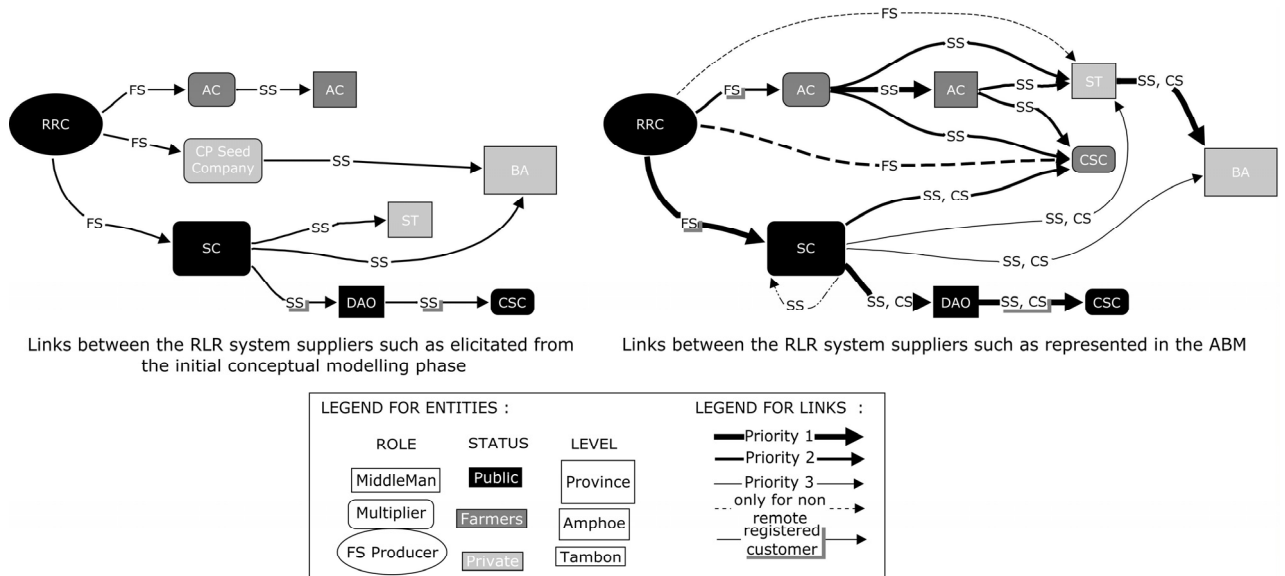 FS
AC
SS
AC
RRC
FS
CP Seed
Company
SS
BA
FS
ST
SS
SC
SS
SS
DAO
SS
CSC
FS
SS
ST
SS, CS
FS
AC
SS
AC
SS
SS
RRC
SS
CSC
FS
BA
SS, CS
FS
SC
SS, CS
SS, CS
SS
SS, CS
DAO
SS, CS
CSC
Links between the RLR system suppliers such as elicitated from
the initial conceptual modelling phase
Links between the RLR system suppliers such as represented in the ABM
LEGEND FOR ENTITIES :
ROLE
STATUS
LEVEL
MiddleMan
Public
Province
Multiplier
Farmers
Amphoe
FS Producer
Private
Tambon
LEGEND FOR LINKS :
Priority 1
Priority 2
Priority 3
only for non
remote
registered
customer